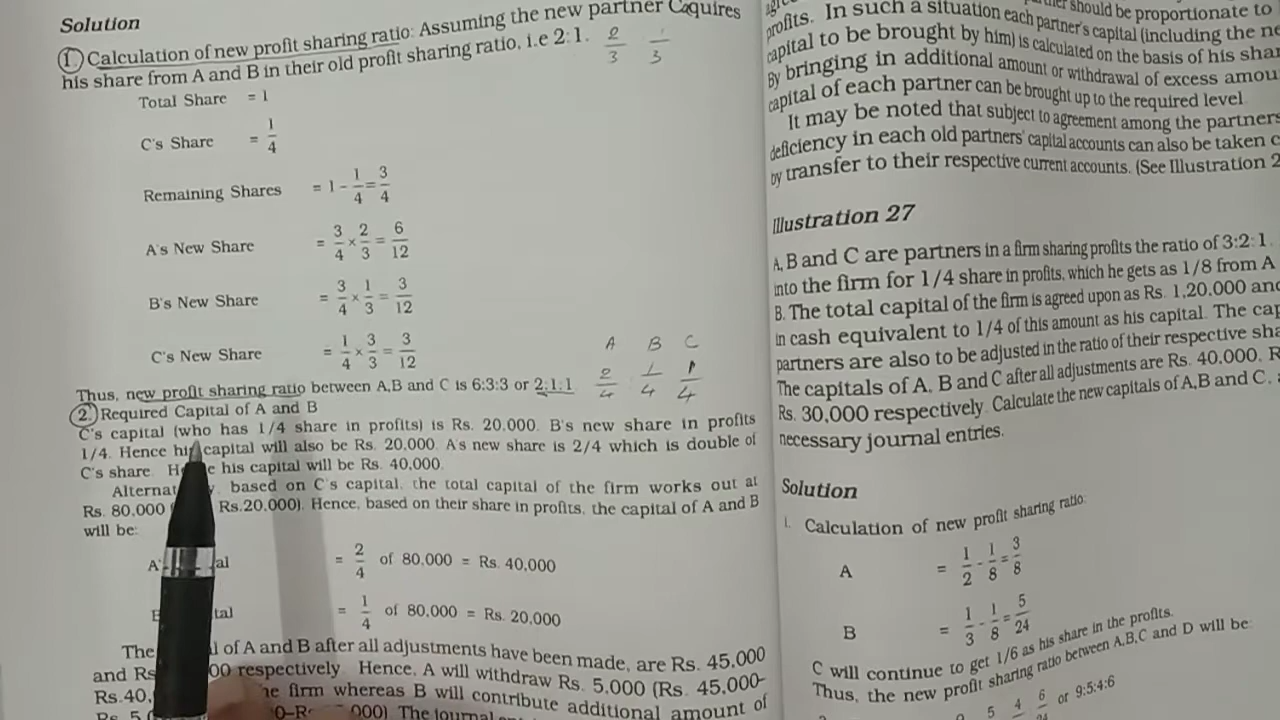 Solution
1. Calculation of new profit sharing ratio: Assuming the new partner C aquires
his share from A and B in their old profit sharing ratio, i.e 2:1. 2/3 1/3
Total Share = 1
C's Share = 1/4
Remaining Shares = 1 - 1/4 = 3/4
A's New Share = 3/4 × 2/3 = 6/12
B's New Share = 3/4 × 1/3 = 3/12
C's New Share = 1/4 × 3/3 = 3/12
A B C
2/4 1/4 1/4
Thus, new profit sharing ratio between A,B and C is 6:3:3 or 2:1:1
2. Required Capital of A and B
C's capital (who has 1/4 share in profits) is Rs. 20,000. B's new share in profits
1/4. Hence his capital will also be Rs. 20,000. A's new share is 2/4 which is double of
C's share. his capital will be Rs. 40,000.
based on C's capital, the total capital of the firm works out at
Rs. 80,000 Rs.20,000). Hence, based on their share in profits, the capital of A and B
will be:
= 2/4 of 80,000 = Rs. 40,000
= 1/4 of 80,000 = Rs. 20,000
The of A and B after all adjustments have been made, are Rs. 45,000
and Rs respectively. Hence, A will withdraw Rs. 5,000 (Rs. 45,000-
Rs.40, firm whereas B will contribute additional amount of
The journal
should be proportionate to
profits. In such a situation each partner's capital (including the
capital to be brought by him) is calculated on the basis of his
By bringing in additional amount or withdrawal of excess
capital of each partner can be brought up to the required level.
It may be noted that subject to agreement among the partners
deficiency in each old partners' capital accounts can also be taken
by transfer to their respective current accounts. (See Illustration
Illustration 27
A, B and C are partners in a firm sharing profits the ratio of 3:2:1.
into the firm for 1/4 share in profits, which he gets as 1/8 from A
B. The total capital of the firm is agreed upon as Rs. 1,20,000
in cash equivalent to 1/4 of this amount as his capital. The
partners are also to be adjusted in the ratio of their respective
The capitals of A, B and C after all adjustments are Rs. 40,000,
Rs. 30,000 respectively. Calculate the new capitals of A,B and C,
necessary journal entries.
Solution
1. Calculation of new profit sharing ratio:
A = 1/2 - 1/8 = 3/8
B = 1/3 - 1/8 = 5/24
C will continue to get 1/6 as his share in the profits.
Thus, the new profit sharing ratio between A,B,C and D will be:
5 4 6 or 9:5:4:6